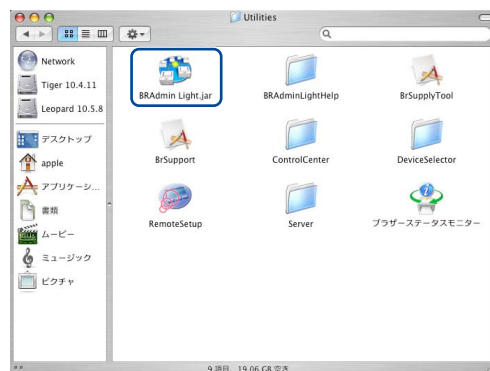 Utilities
Network
Tiger 10.4.11
Leopard 10.5.8
デスクトップ
apple
アプリケーシ...
書類
ムービー
ミュージック
ピクチャ
BRAdmin Light.jar
BRAdminLightHelp
BrSupplyTool
BrSupport
ControlCenter
DeviceSelector
RemoteSetup
Server
ブラザーステータスモニター
9 項目、19.06 GB 空き